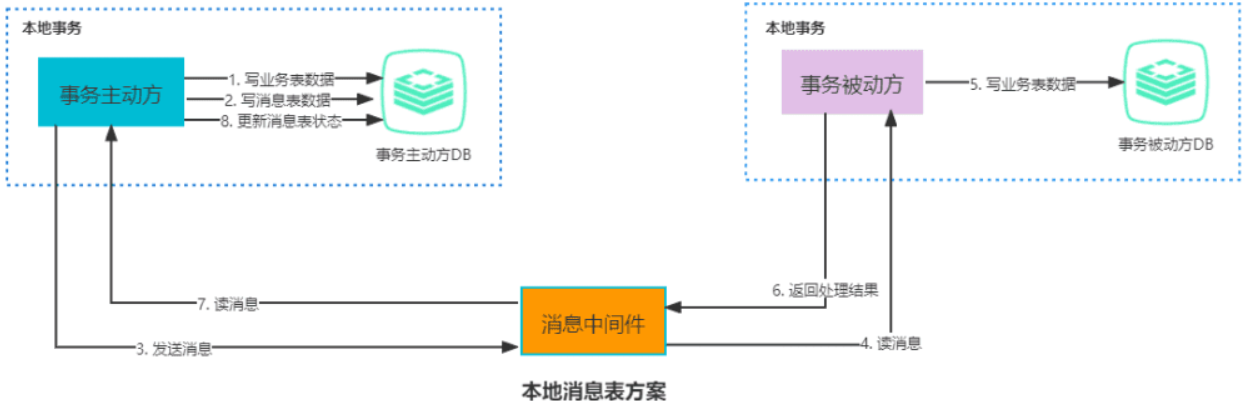 本地事务
事务主动方
1. 写业务表数据
2. 写消息表数据
8. 更新消息表状态
事务主动方DB
本地事务
事务被动方
5. 写业务表数据
事务被动方DB
7. 读消息
3. 发送消息
消息中间件
6. 返回处理结果
4. 读消息
本地消息表方案